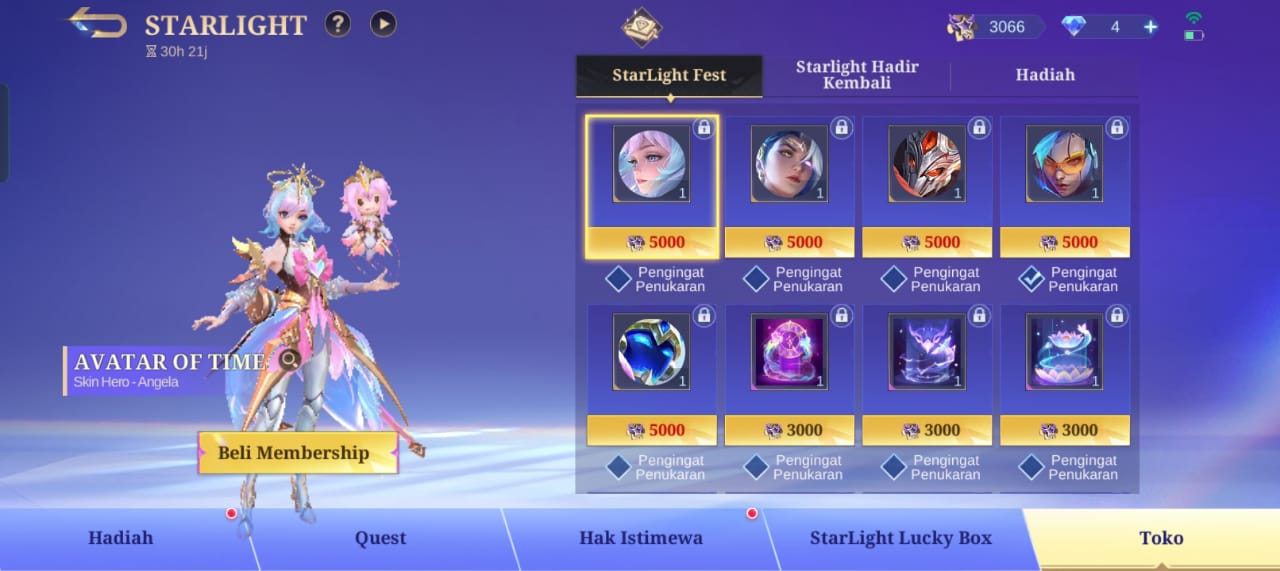 STARLIGHT
30h 21j
3066
4
StarLight Fest
Starlight Hadir
Kembali
Hadiah
1
1
1
1
5000
5000
5000
5000
Pengingat
Penukaran
Pengingat
Penukaran
Pengingat
Penukaran
Pengingat
Penukaran
1
1
1
1
5000
3000
3000
3000
Pengingat
Penukaran
Pengingat
Penukaran
Pengingat
Penukaran
Pengingat
Penukaran
AVATAR OF TIME
Skin Hero - Angela
Beli Membership
Hadiah
Quest
Hak Istimewa
StarLight Lucky Box
Toko